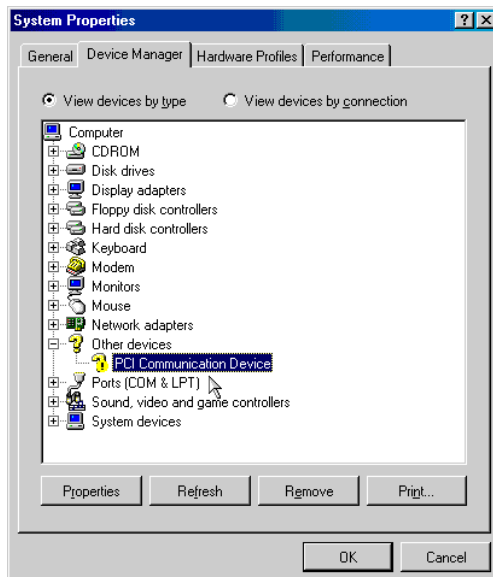 System Properties
General Device Manager Hardware Profiles Performance
View devices by type View devices by connection
Computer
CDROM
Disk drives
Display adapters
Floppy disk controllers
Hard disk controllers
Keyboard
Modem
Monitors
Mouse
Network adapters
Other devices
PCI Communication Device
Ports (COM & LPT)
Sound, video and game controllers
System devices
Properties Refresh Remove Print...
OK Cancel